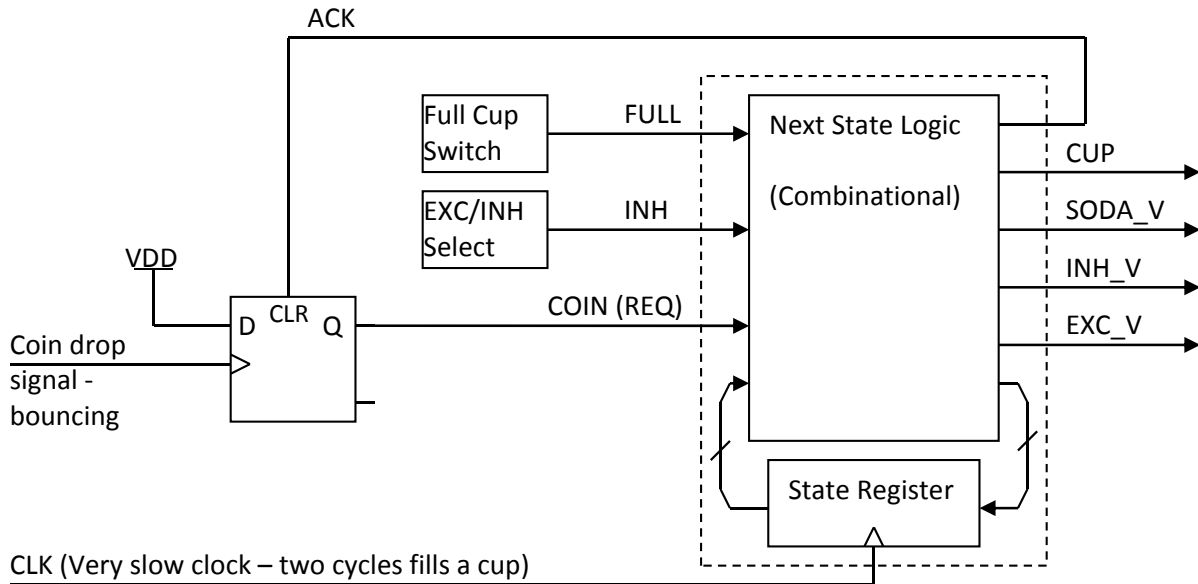 ACK
Full Cup
Switch
FULL
Next State Logic
(Combinational)
CUP
EXC/INH
Select
INH
SODA_V
INH_V
EXC_V
VDD
D
CLR
Q
COIN (REQ)
Coin drop
signal -
bouncing
State Register
CLK (Very slow clock – two cycles fills a cup)